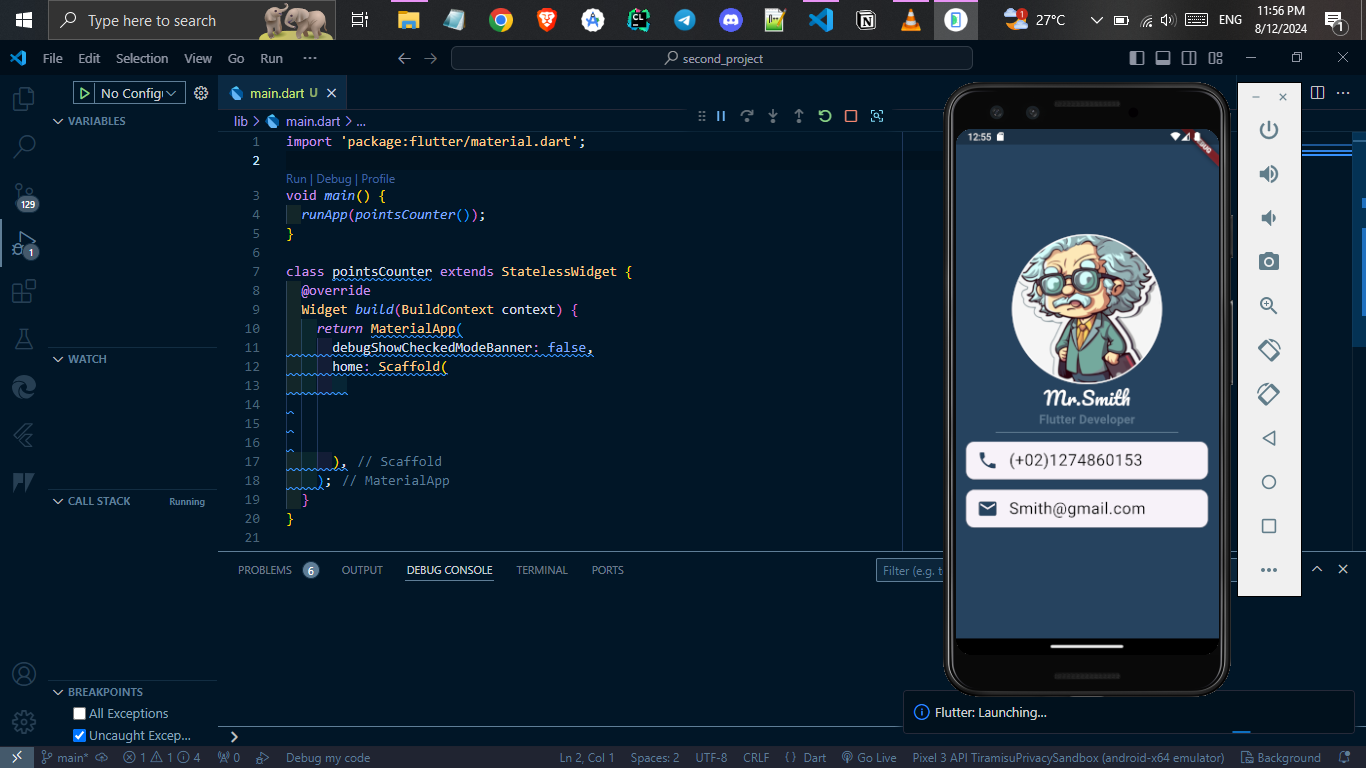 Type here to search
27°C
ENG
11:56 PM
8/12/2024
1
File Edit Selection View Go Run ···
second_project
No Config
main.dart U
lib > main.dart > ...
VARIABLES
WATCH
CALL STACK Running
BREAKPOINTS
All Exceptions
Uncaught Excep...
129
1
1 import 'package:flutter/material.dart';
2
Run | Debug | Profile
3 void main() {
4 runApp(pointsCounter());
5 }
6
7 class pointsCounter extends StatelessWidget {
8 @override
9 Widget build(BuildContext context) {
10 return MaterialApp(
11 debugShowCheckedModeBanner: false,
12 home: Scaffold(
13
14
15
16
17 ), // Scaffold
18 ); // MaterialApp
19 }
20 }
21
PROBLEMS 6 OUTPUT DEBUG CONSOLE TERMINAL PORTS
Filter (e.g. t
12:55
DEBUG
Mr.Smith
Flutter Developer
(+02)1274860153
Smith@gmail.com
Flutter: Launching...
main* 1 1 4 0 Debug my code Ln 2, Col 1 Spaces: 2 UTF-8 CRLF {} Dart Go Live Pixel 3 API TiramisuPrivacySandbox (android-x64 emulator) Background